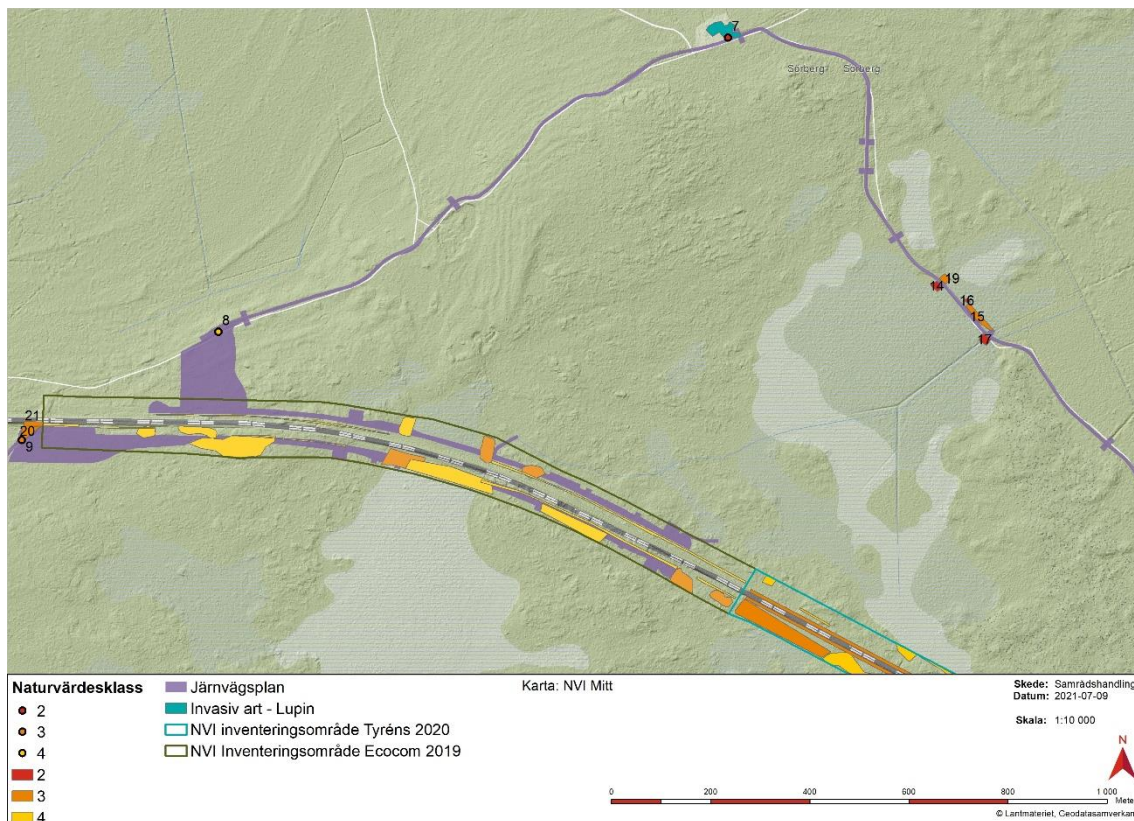 7
Sörberg Sörberg
19
14
16
15
17
8
21
20
9
Naturvärdesklass
2
3
4
2
3
4
Järnvägsplan
Invasiv art - Lupin
NVI inventeringsområde Tyréns 2020
NVI Inventeringsområde Ecocom 2019
Karta: NVI Mitt
Skede: Samrådshandling
Datum: 2021-07-09
Skala: 1:10 000
N
0 200 400 600 800 1 000
Mete
© Lantmäteriet, Geodatasamverkan